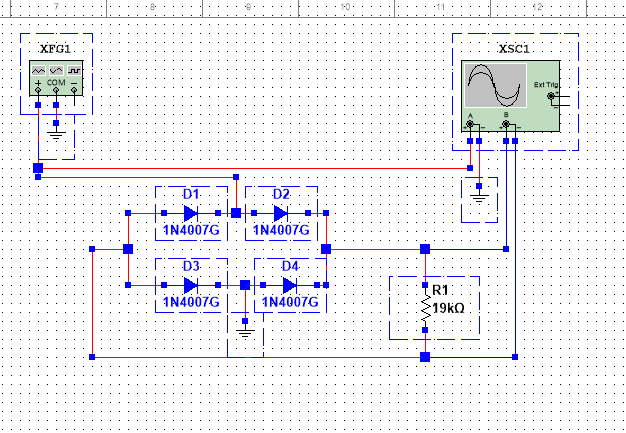 7 8 9 10 11 12
XFG1
COM
XSC1
Ext Trig
A B
D1 D2
1N4007G 1N4007G
D3 D4
1N4007G 1N4007G
R1
19kΩ